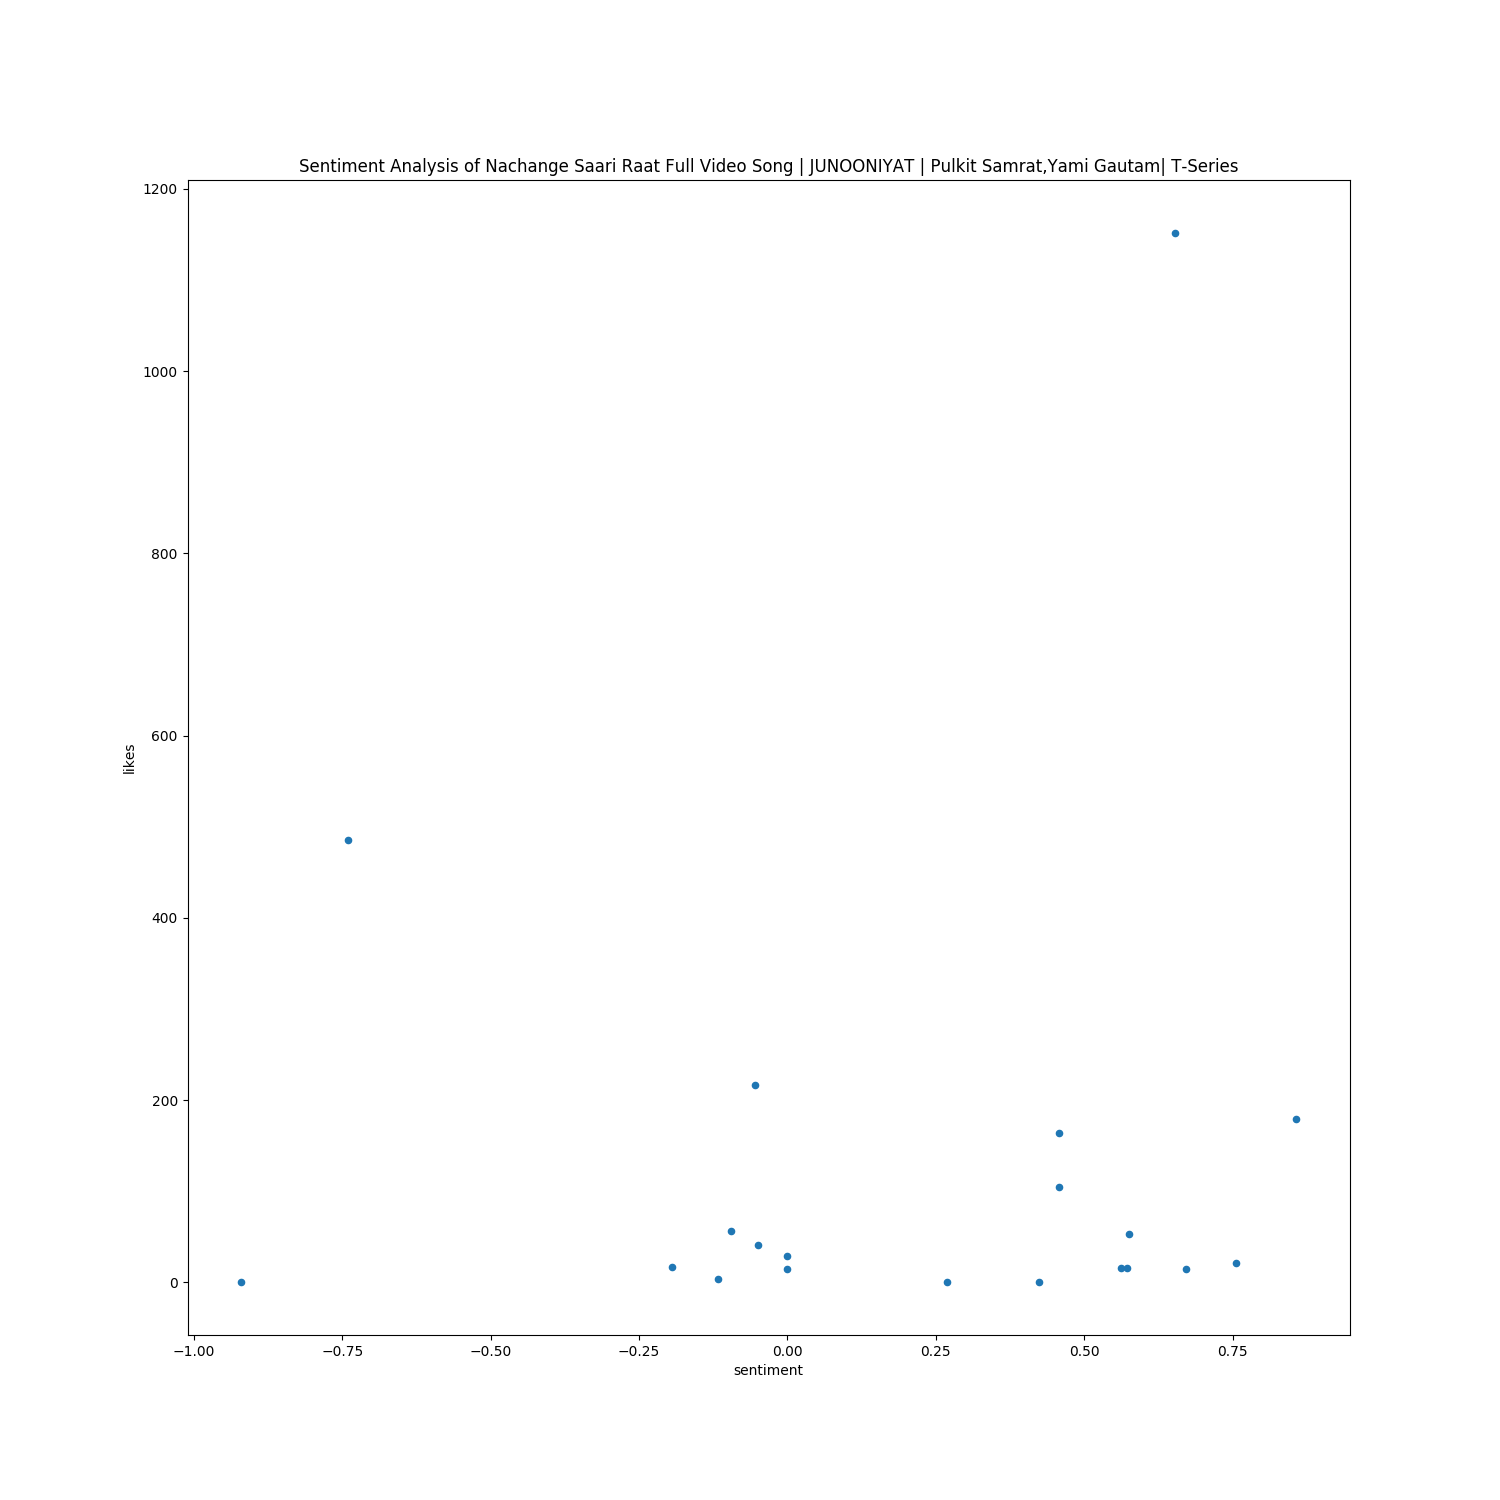 Sentiment Analysis of Nachange Saari Raat Full Video Song | JUNOONIYAT | Pulkit Samrat,Yami Gautam| T-Series
1200
1000
800
600
400
200
0
likes
−1.00 −0.75 −0.50 −0.25 0.00 0.25 0.50 0.75
sentiment